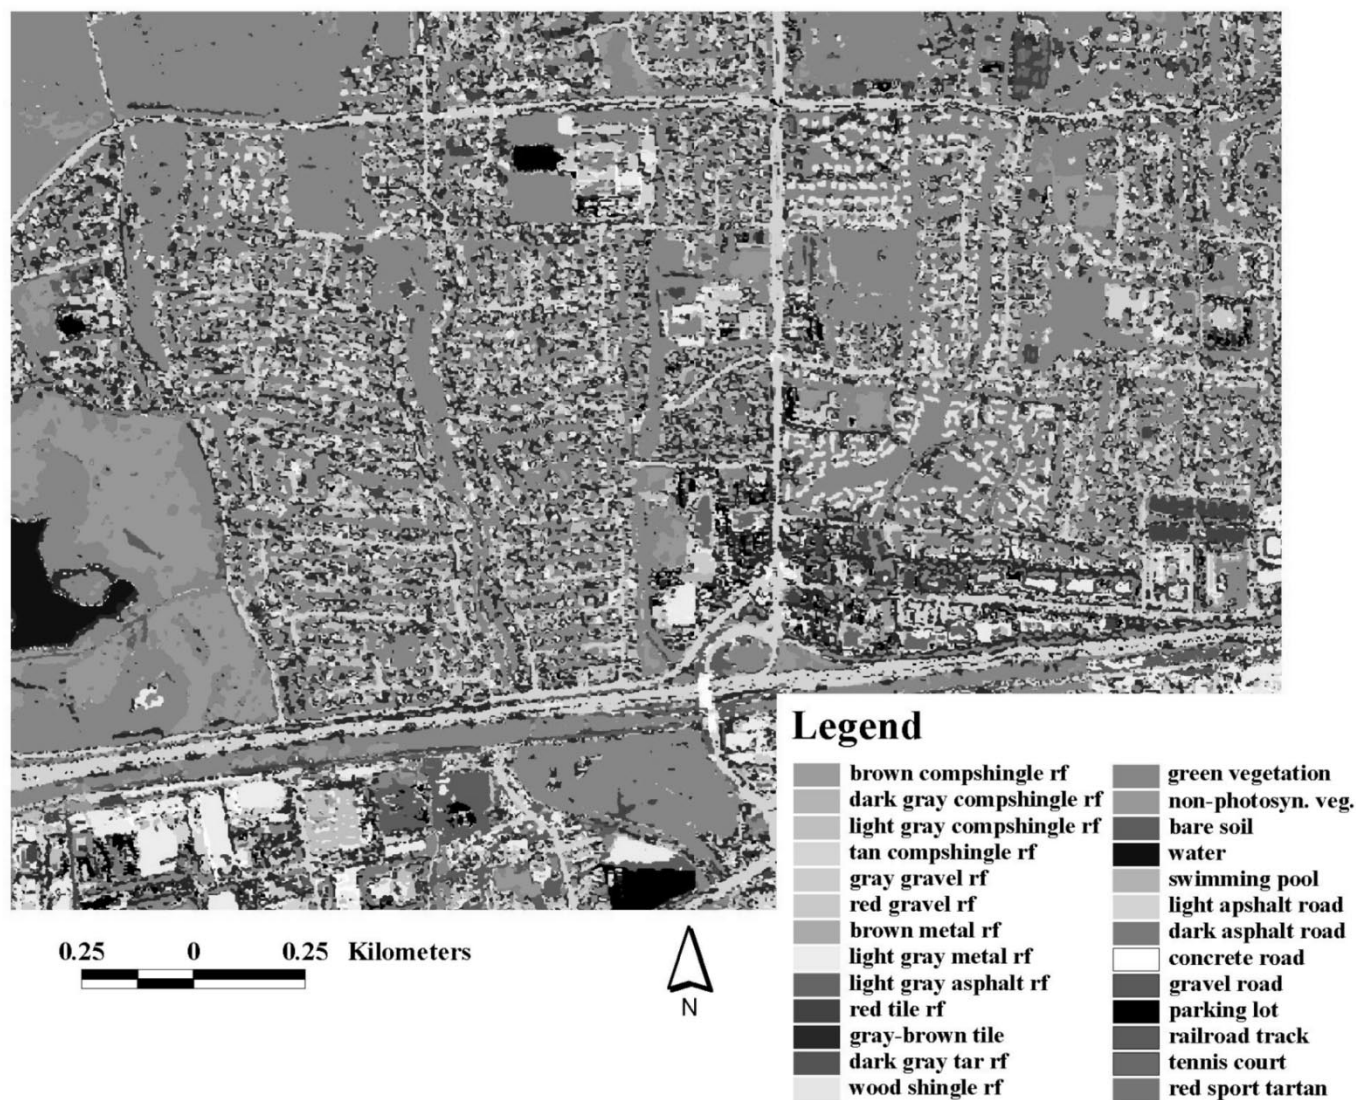 Legend
brown compshingle rf
dark gray compshingle rf
light gray compshingle rf
tan compshingle rf
gray gravel rf
red gravel rf
brown metal rf
light gray metal rf
light gray asphalt rf
red tile rf
gray-brown tile
dark gray tar rf
wood shingle rf
green vegetation
non-photosyn. veg.
bare soil
water
swimming pool
light apshalt road
dark asphalt road
concrete road
gravel road
parking lot
railroad track
tennis court
red sport tartan
0.25 0 0.25 Kilometers
N